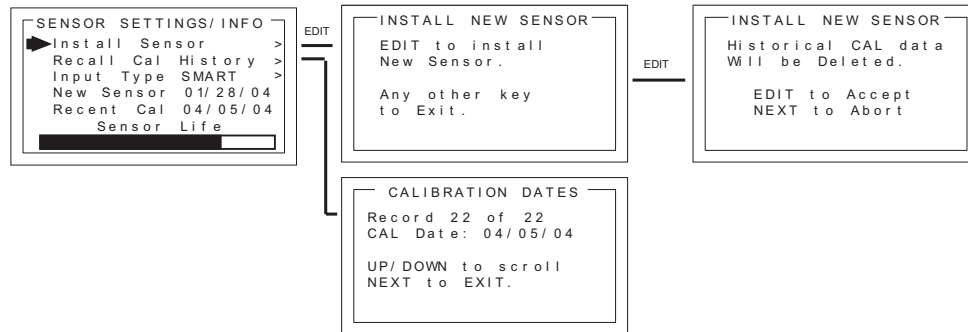 SENSOR SETTINGS/INFO
Install Sensor >
Recall Cal History >
Input Type SMART >
New Sensor 01/28/04
Recent Cal 04/05/04
Sensor Life
EDIT
INSTALL NEW SENSOR
EDIT to install
New Sensor.
Any other key
to Exit.
EDIT
INSTALL NEW SENSOR
Historical CAL data
Will be Deleted.
EDIT to Accept
NEXT to Abort
CALIBRATION DATES
Record 22 of 22
CAL Date: 04/05/04
UP/DOWN to scroll
NEXT to EXIT.